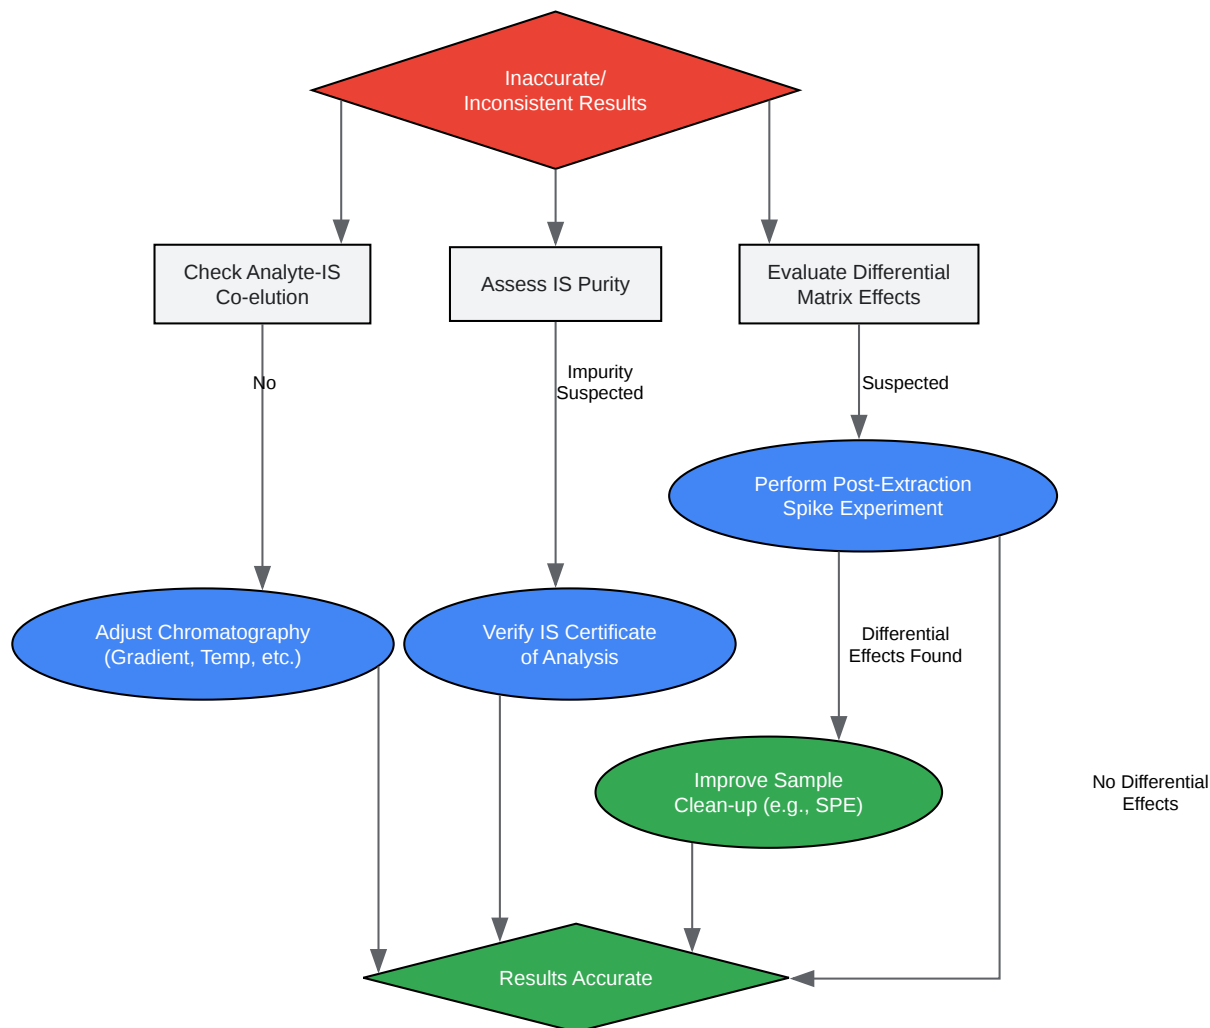 Inaccurate/
Inconsistent Results
Check Analyte-IS
Co-elution
Assess IS Purity
Evaluate Differential
Matrix Effects
No
Impurity
Suspected
Suspected
Perform Post-Extraction
Spike Experiment
Adjust Chromatography
(Gradient, Temp, etc.)
Verify IS Certificate
of Analysis
Differential
Effects Found
Improve Sample
Clean-up (e.g., SPE)
No Differential
Effects
Results Accurate